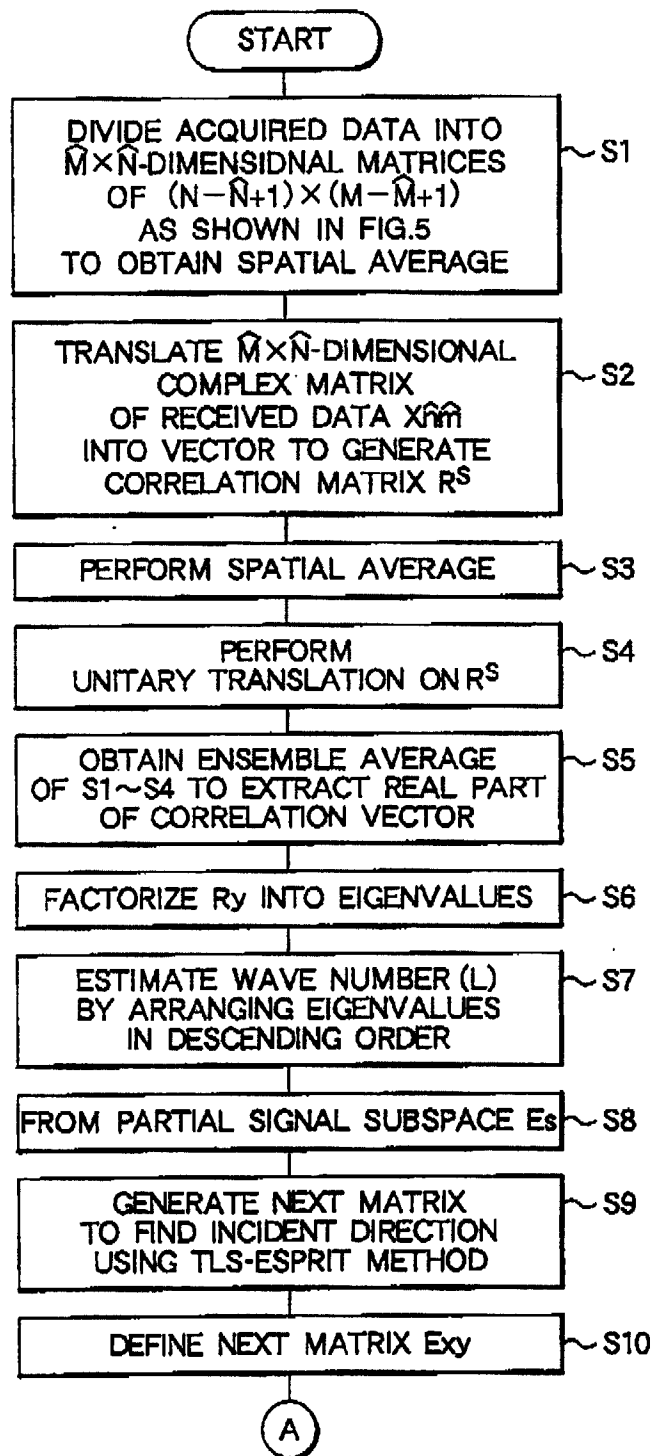 START
DIVIDE ACQUIRED DATA INTO
M̂×N̂-DIMENSIDNAL MATRICES
OF (N−N̂+1)×(M−M̂+1)
AS SHOWN IN FIG.5
TO OBTAIN SPATIAL AVERAGE
S1
TRANSLATE M̂×N̂-DIMENSIONAL
COMPLEX MATRIX
OF RECEIVED DATA Xn̂m̂
INTO VECTOR TO GENERATE
CORRELATION MATRIX R^S
S2
PERFORM SPATIAL AVERAGE
S3
PERFORM
UNITARY TRANSLATION ON R^S
S4
OBTAIN ENSEMBLE AVERAGE
OF S1~S4 TO EXTRACT REAL PART
OF CORRELATION VECTOR
S5
FACTORIZE Ry INTO EIGENVALUES
S6
ESTIMATE WAVE NUMBER (L)
BY ARRANGING EIGENVALUES
IN DESCENDING ORDER
S7
FROM PARTIAL SIGNAL SUBSPACE Es
S8
GENERATE NEXT MATRIX
TO FIND INCIDENT DIRECTION
USING TLS-ESPRIT METHOD
S9
DEFINE NEXT MATRIX Exy
S10
A